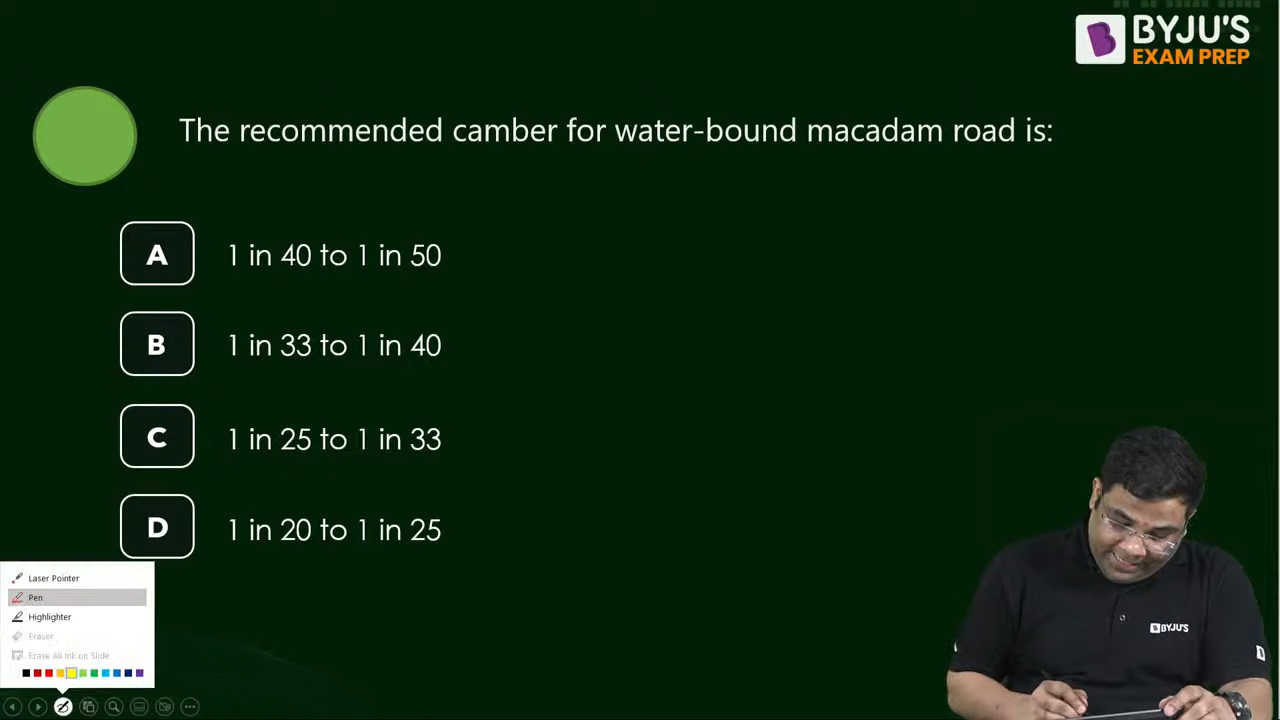 BYJU'S
EXAM PREP
The recommended camber for water-bound macadam road is:
A 1 in 40 to 1 in 50
B 1 in 33 to 1 in 40
C 1 in 25 to 1 in 33
D 1 in 20 to 1 in 25
Laser Pointer
Pen
Highlighter
Eraser
Erase All Ink on Slide
BYJU'S